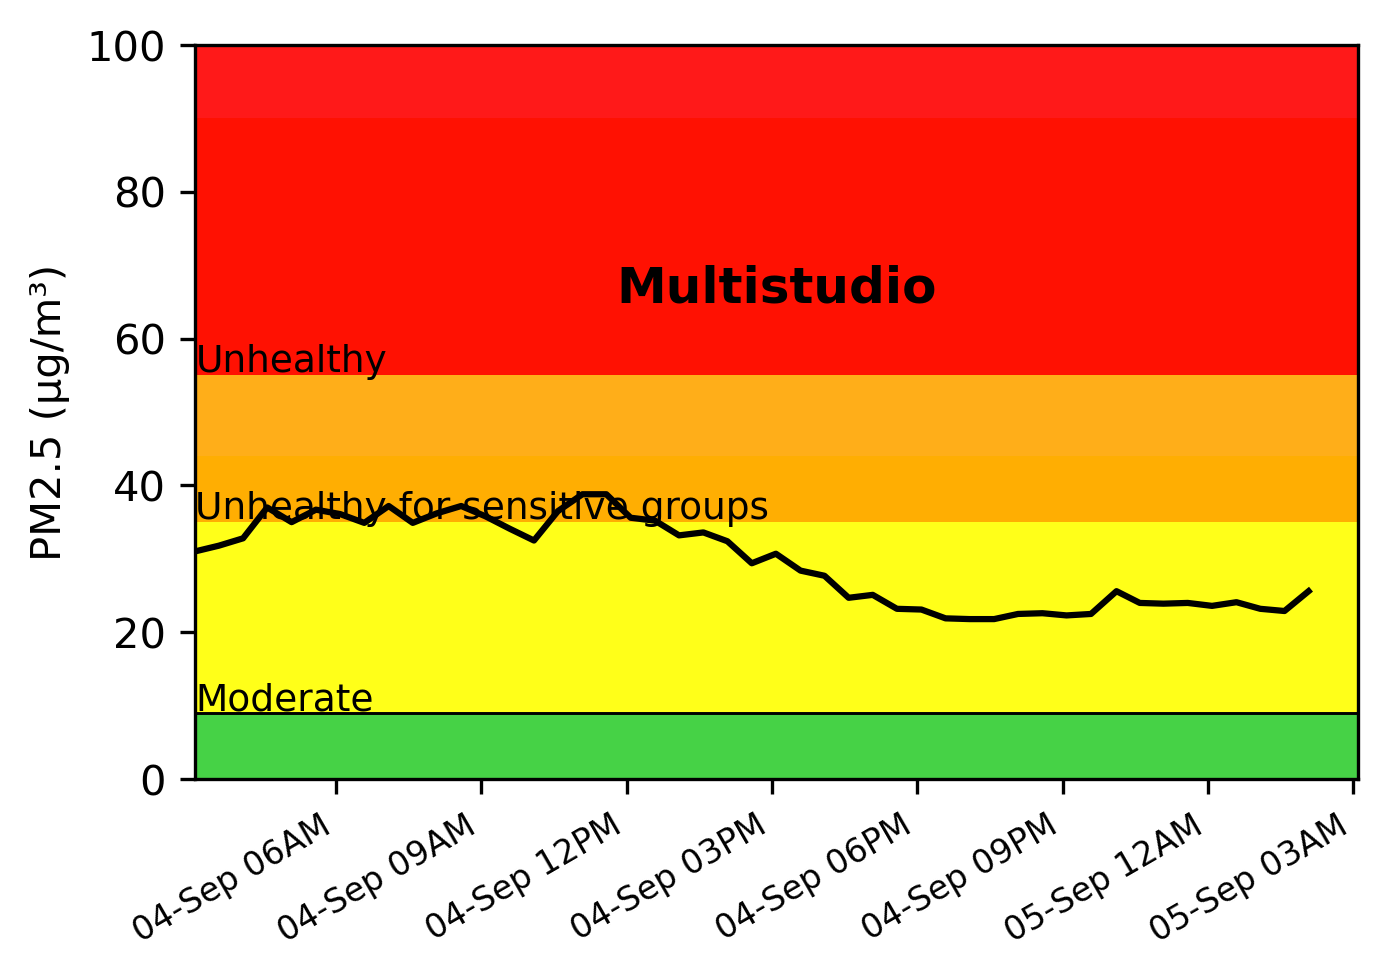 100
80
60
40
20
0
PM2.5 (µg/m³)
Multistudio
Unhealthy
Unhealthy for sensitive groups
Moderate
04-Sep 06AM
04-Sep 09AM
04-Sep 12PM
04-Sep 03PM
04-Sep 06PM
04-Sep 09PM
05-Sep 12AM
05-Sep 03AM